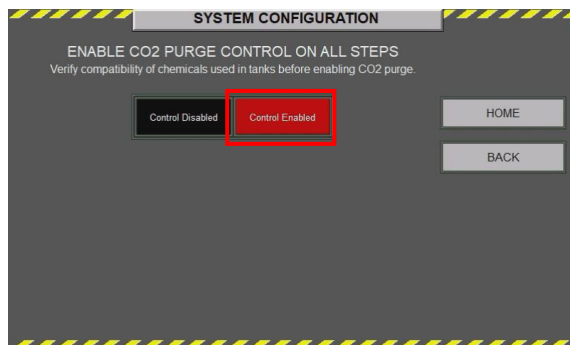 SYSTEM CONFIGURATION
ENABLE CO2 PURGE CONTROL ON ALL STEPS
Verify compatibility of chemicals used in tanks before enabling CO2 purge.
Control Disabled
Control Enabled
HOME
BACK